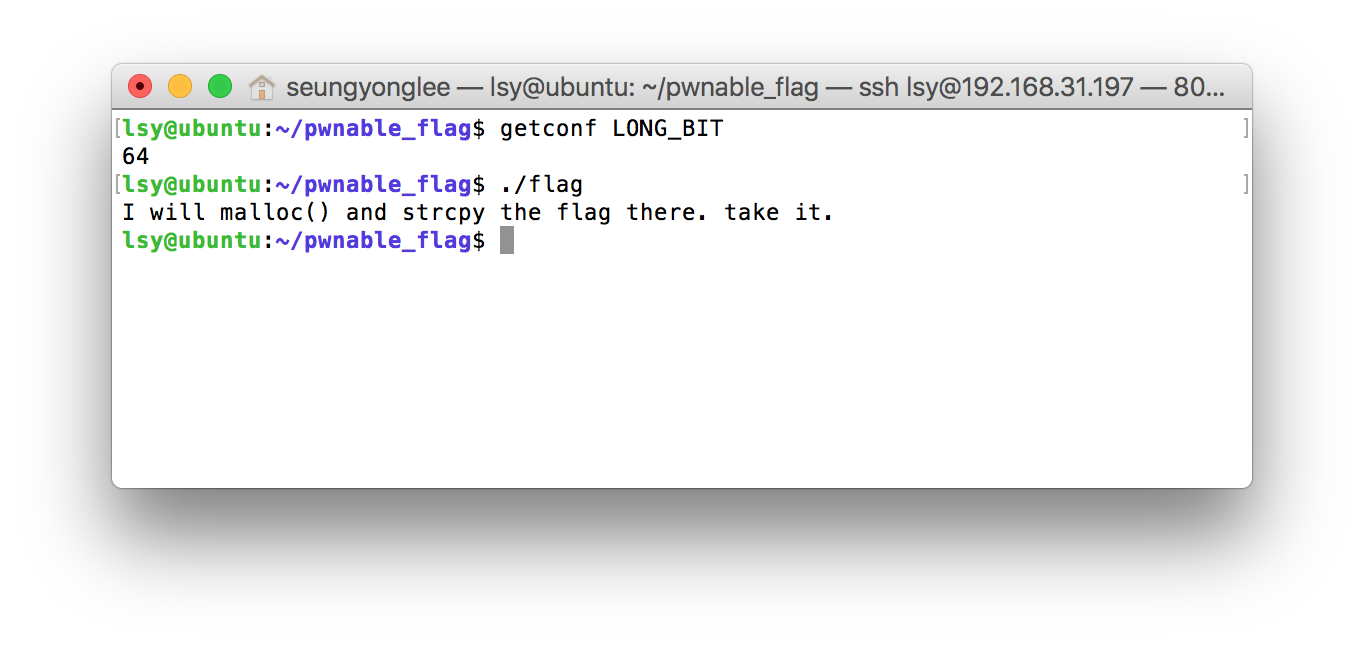 seungyonglee — lsy@ubuntu: ~/pwnable_flag — ssh lsy@192.168.31.197 — 80...
[lsy@ubuntu:~/pwnable_flag$ getconf LONG_BIT ]
64
[lsy@ubuntu:~/pwnable_flag$ ./flag ]
I will malloc() and strcpy the flag there. take it.
lsy@ubuntu:~/pwnable_flag$